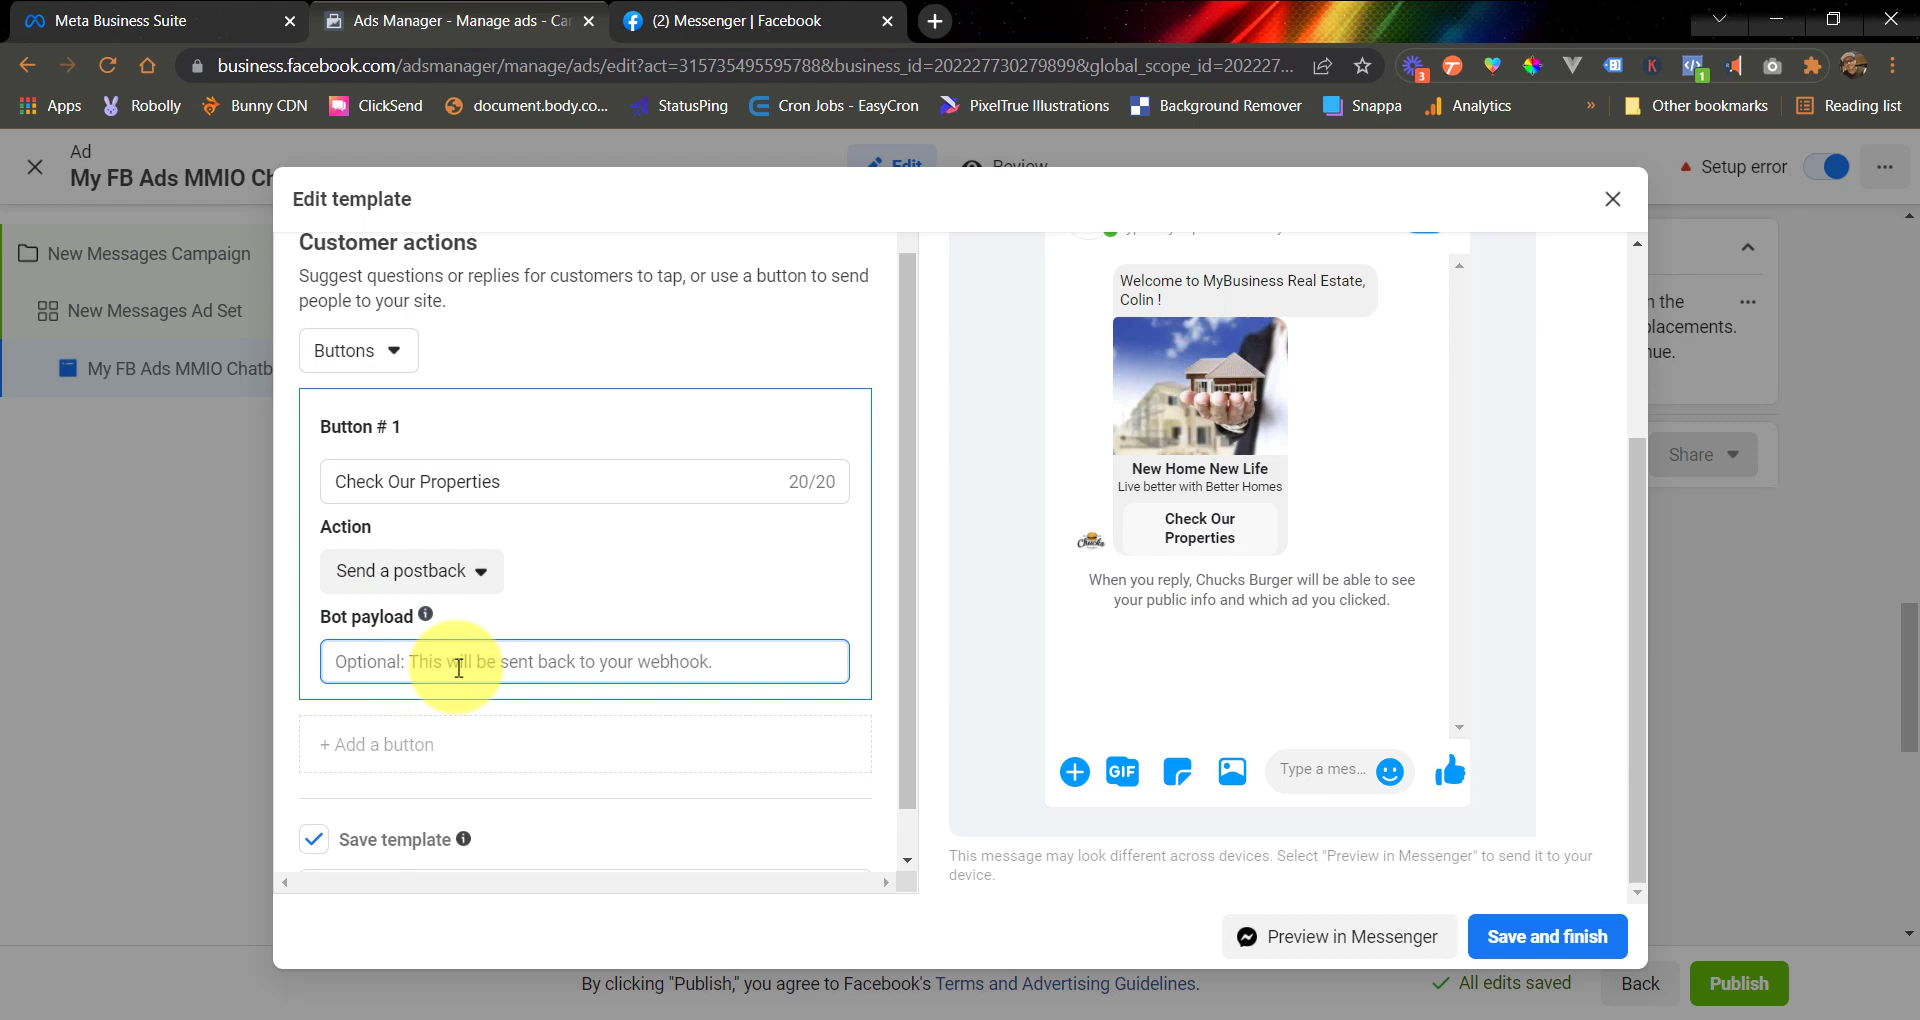 Meta Business Suite
Ads Manager - Manage ads - Ca
(2) Messenger | Facebook
business.facebook.com/adsmanager/manage/ads/edit?act=3157354955957888&business_id=202227730279899&global_scope_id=202227...
3
1
Apps
Robolly
Bunny CDN
ClickSend
document.body.co...
StatusPing
Cron Jobs - EasyCron
PixelTrue Illustrations
Background Remover
Snappa
Analytics
»
Other bookmarks
Reading list
Ad
My FB Ads MMIO Ch
Edit
Review
Setup error
New Messages Campaign
New Messages Ad Set
My FB Ads MMIO Chatb
Edit template
Customer actions
Suggest questions or replies for customers to tap, or use a button to send
people to your site.
Buttons
Button # 1
Check Our Properties
20/20
Action
Send a postback
Bot payload
Optional: This will be sent back to your webhook.
+ Add a button
Save template
Welcome to MyBusiness Real Estate,
Colin !
New Home New Life
Live better with Better Homes
Check Our
Properties
Chucks
When you reply, Chucks Burger will be able to see
your public info and which ad you clicked.
GIF
Type a mes...
This message may look different across devices. Select "Preview in Messenger" to send it to your
device.
Preview in Messenger
Save and finish
n the
placements.
nue.
Share
By clicking "Publish," you agree to Facebook's Terms and Advertising Guidelines.
All edits saved
Back
Publish